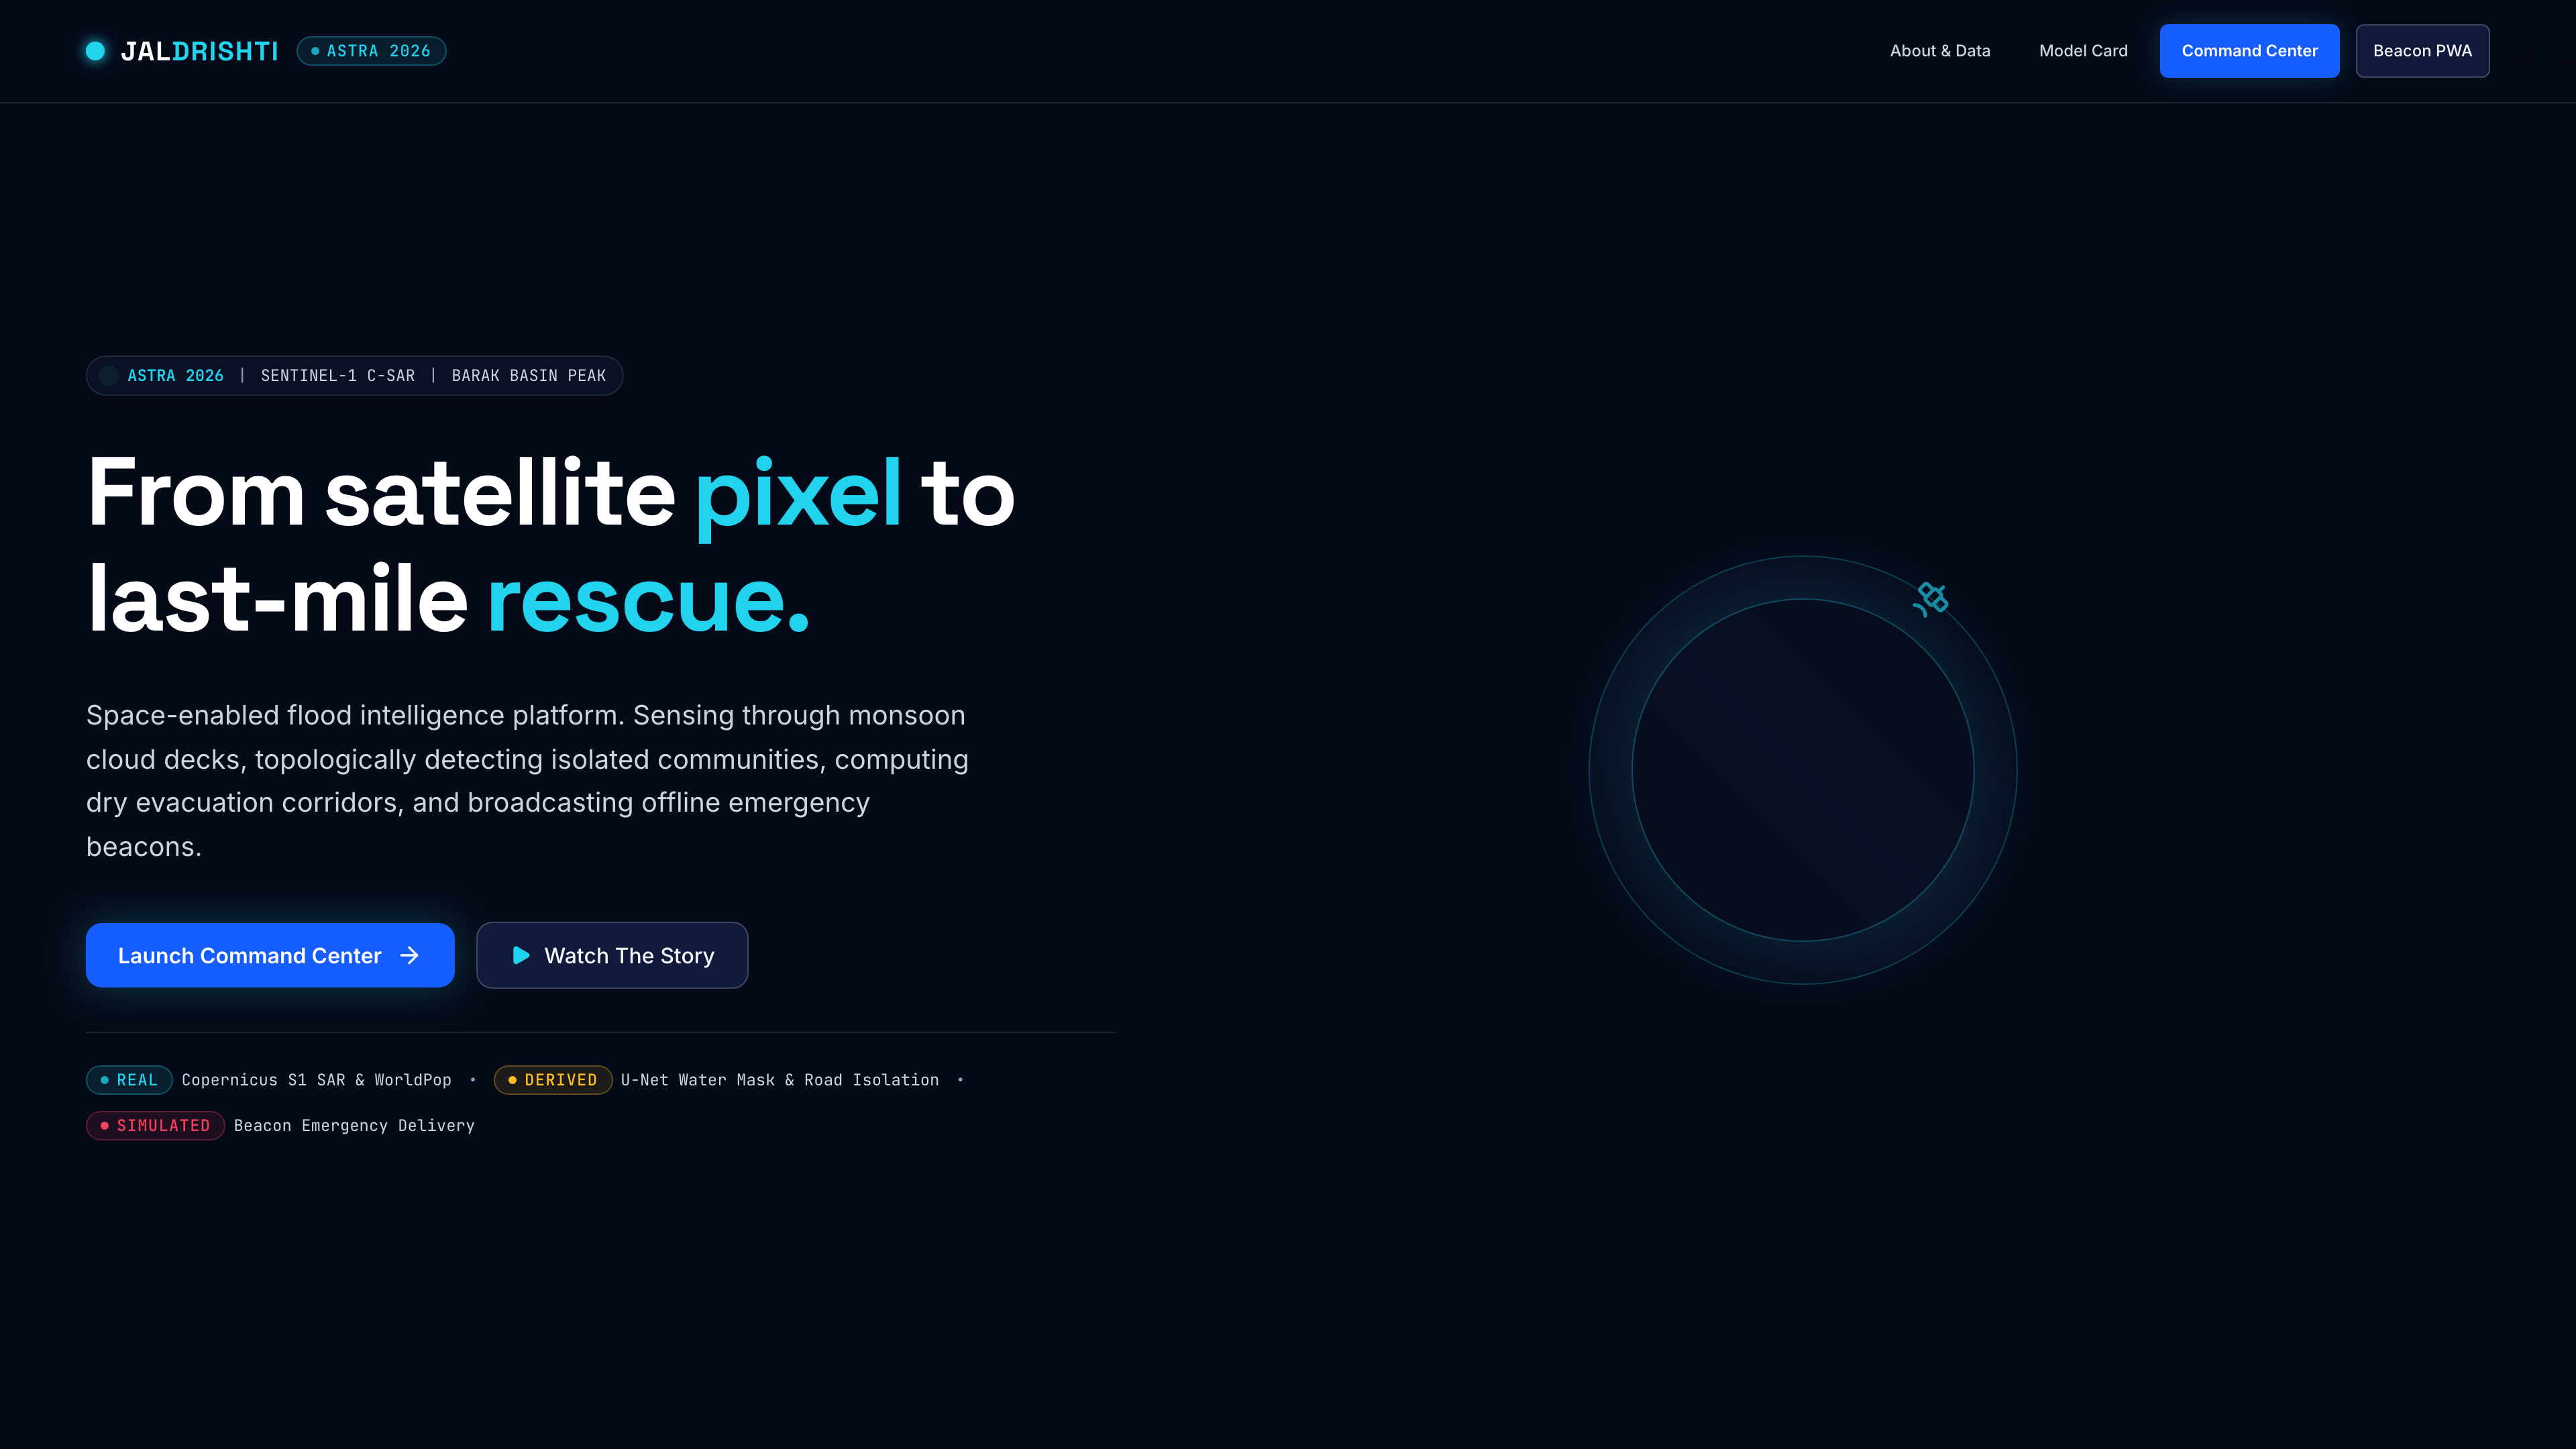 JALDRISHTI ASTRA 2026
About & Data Model Card Command Center Beacon PWA
ASTRA 2026 | SENTINEL-1 C-SAR | BARAK BASIN PEAK
From satellite pixel to
last-mile rescue.
Space-enabled flood intelligence platform. Sensing through monsoon
cloud decks, topologically detecting isolated communities, computing
dry evacuation corridors, and broadcasting offline emergency
beacons.
Launch Command Center → Watch The Story
REAL Copernicus S1 SAR & WorldPop • DERIVED U-Net Water Mask & Road Isolation •
SIMULATED Beacon Emergency Delivery